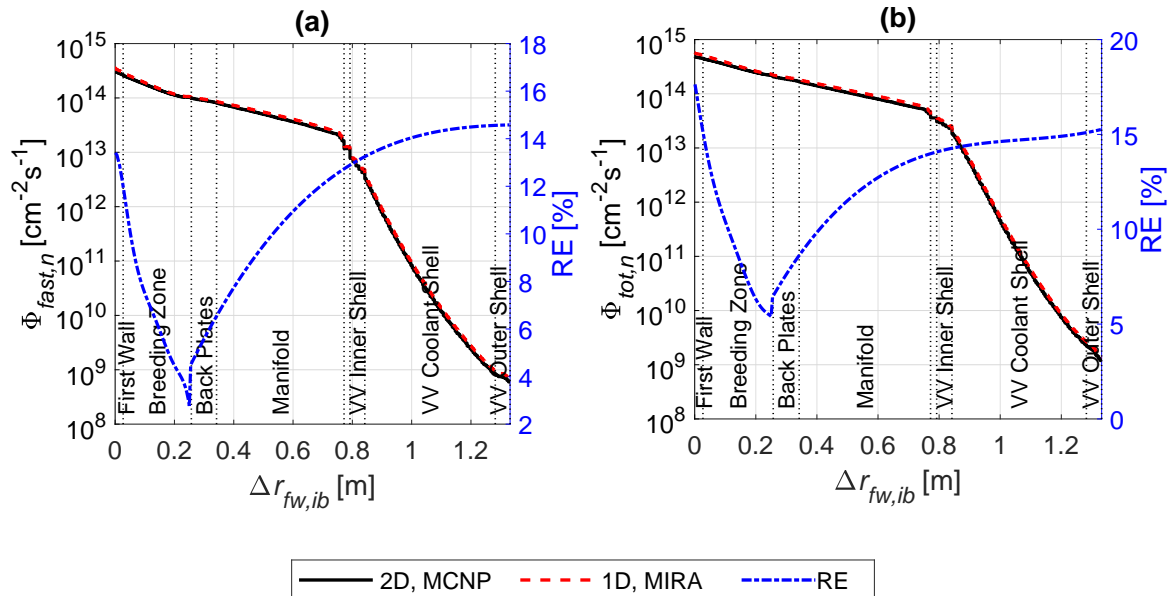 (a)
(b)
10^15
10^14
10^13
10^12
10^11
10^10
10^9
10^8
Φ_fast,n [cm^-2 s^-1]
18
16
14
12
10
8
6
4
2
RE [%]
First Wall
Breeding Zone
Back Plates
Manifold
VV Inner Shell
VV Coolant Shell
VV Outer Shell
0 0.2 0.4 0.6 0.8 1 1.2
Δr_fw,ib [m]
10^15
10^14
10^13
10^12
10^11
10^10
10^9
10^8
Φ_tot,n [cm^-2 s^-1]
20
15
10
5
0
RE [%]
First Wall
Breeding Zone
Back Plates
Manifold
VV Inner Shell
VV Coolant Shell
VV Outer Shell
0 0.2 0.4 0.6 0.8 1 1.2
Δr_fw,ib [m]
2D, MCNP 1D, MIRA RE